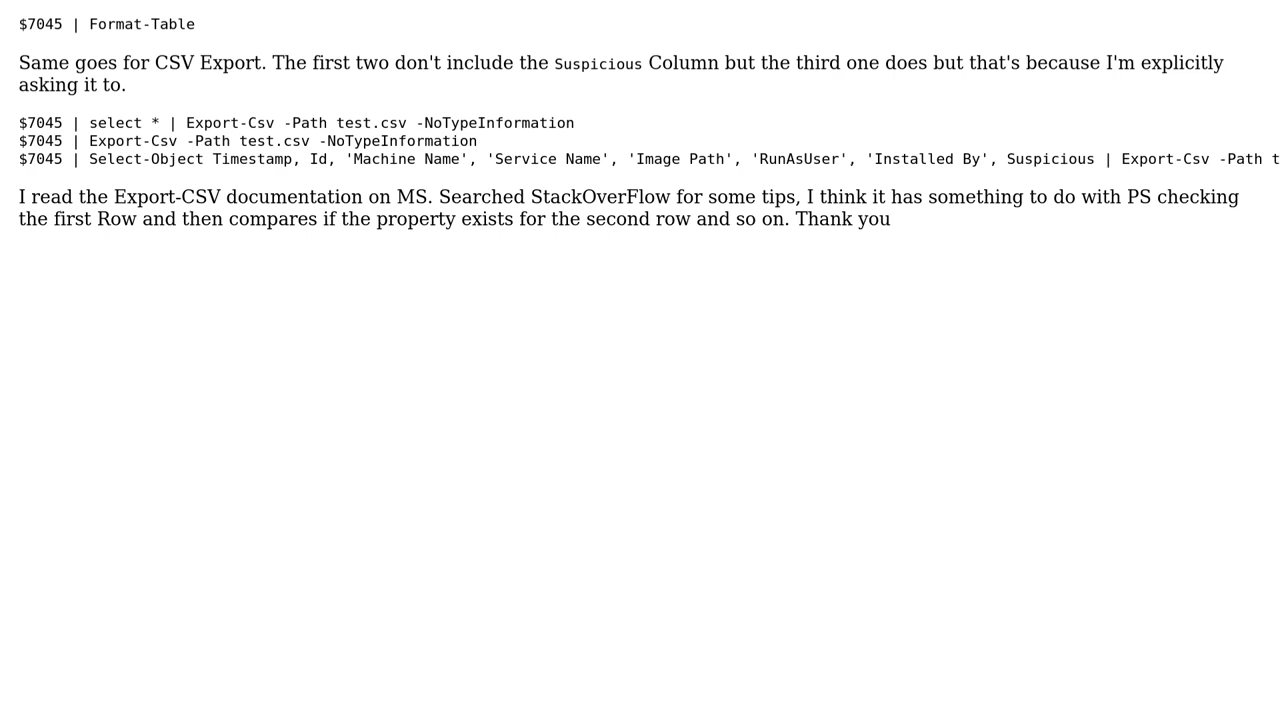 $7045 | Format-Table
Same goes for CSV Export. The first two don't include the Suspicious Column but the third one does but that's because I'm explicitly
asking it to.
$7045 | select * | Export-Csv -Path test.csv -NoTypeInformation
$7045 | Export-Csv -Path test.csv -NoTypeInformation
$7045 | Select-Object Timestamp, Id, 'Machine Name', 'Service Name', 'Image Path', 'RunAsUser', 'Installed By', Suspicious | Export-Csv -Path t
I read the Export-CSV documentation on MS. Searched StackOverFlow for some tips, I think it has something to do with PS checking
the first Row and then compares if the property exists for the second row and so on. Thank you